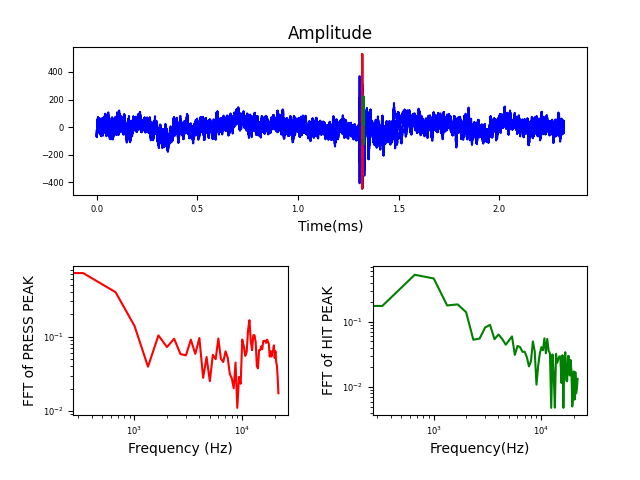 Amplitude
400
200
0
−200
−400
0.0 0.5 1.0 1.5 2.0
Time(ms)
FFT of PRESS PEAK
10⁻¹
10⁻²
10³ 10⁴
Frequency (Hz)
FFT of HIT PEAK
10⁻¹
10⁻²
10³ 10⁴
Frequency(Hz)